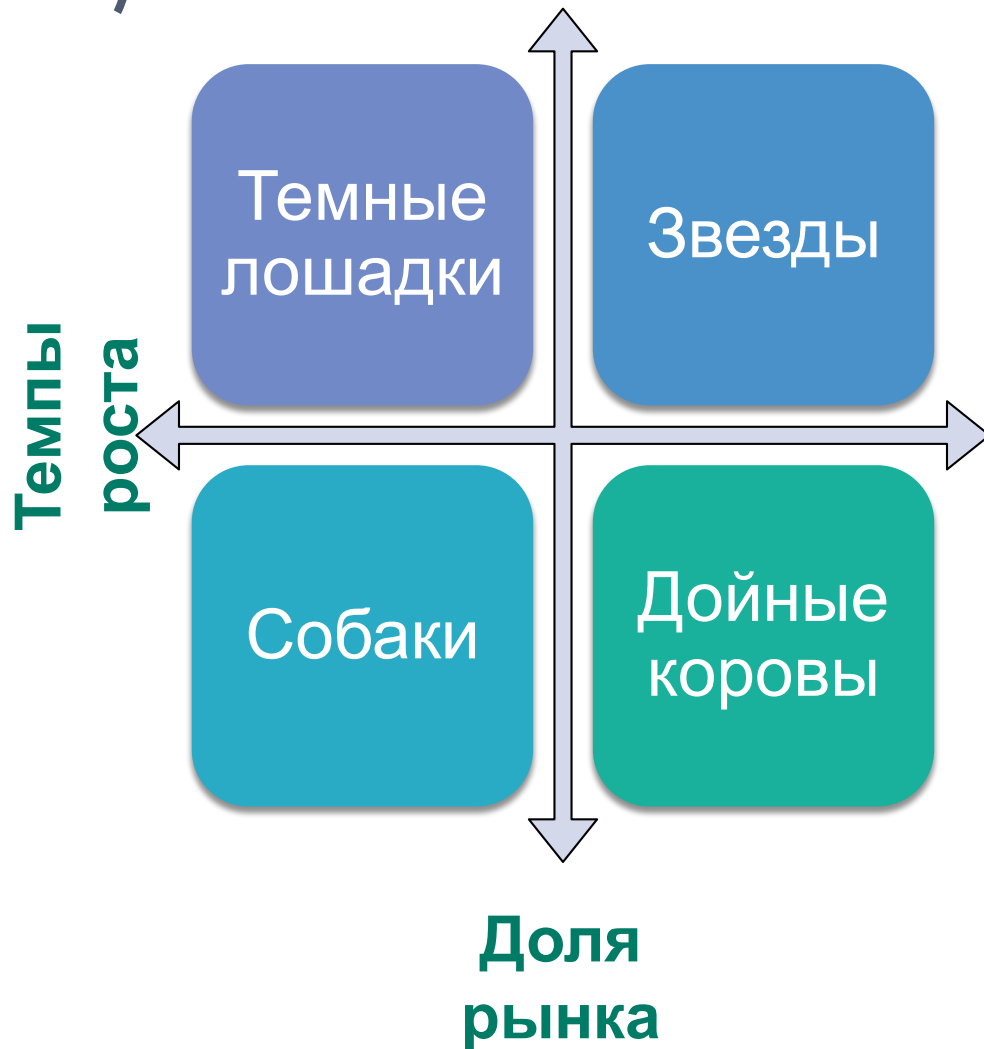 Темные
лошадки
Звезды
Темпы
роста
Собаки
Дойные
коровы
Доля
рынка